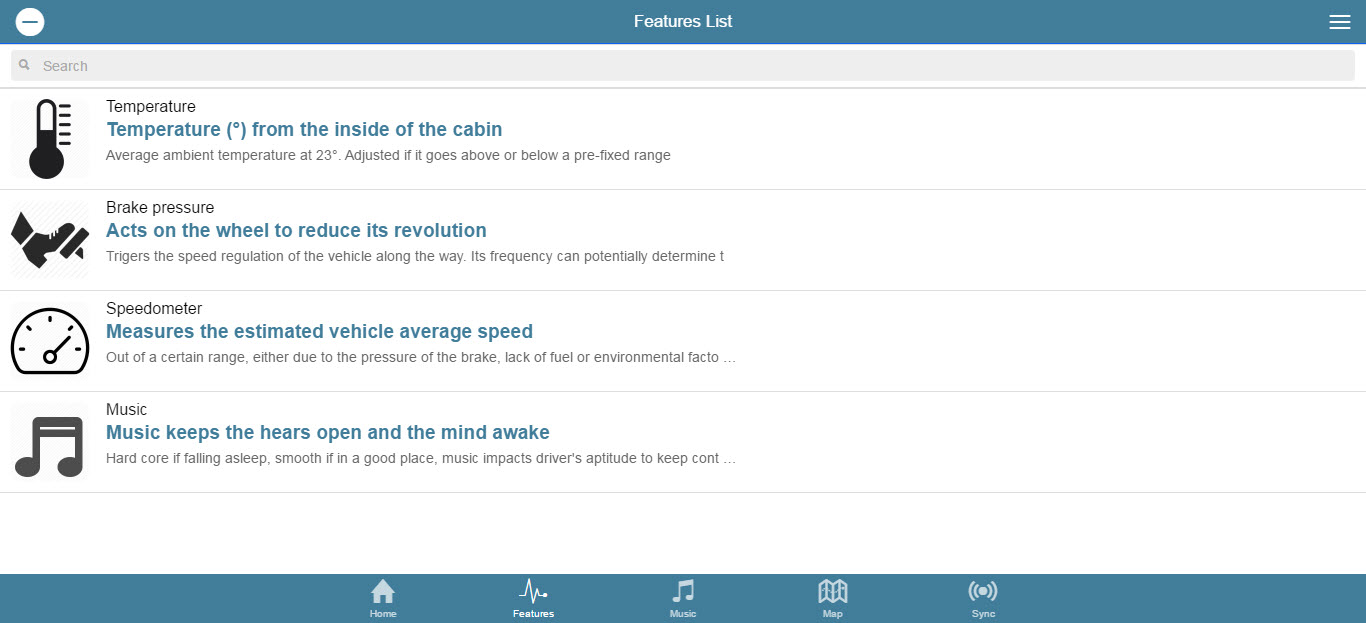 Features List
Search
Temperature
Temperature (°) from the inside of the cabin
Average ambient temperature at 23°. Adjusted if it goes above or below a pre-fixed range
Brake pressure
Acts on the wheel to reduce its revolution
Trigers the speed regulation of the vehicle along the way. Its frequency can potentially determine t
Speedometer
Measures the estimated vehicle average speed
Out of a certain range, either due to the pressure of the brake, lack of fuel or environmental facto …
Music
Music keeps the hears open and the mind awake
Hard core if falling asleep, smooth if in a good place, music impacts driver's aptitude to keep cont …
Home Features Music Map Sync